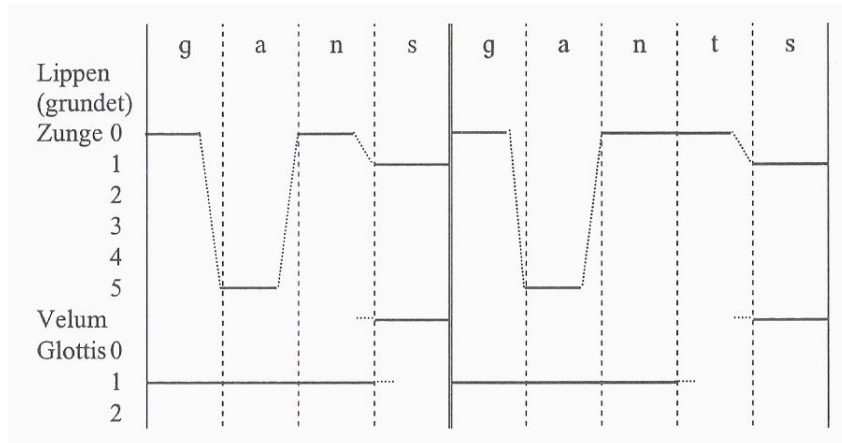 g a n s g a n t s
Lippen
(grundet)
Zunge 0
1
2
3
4
5
Velum
Glottis 0
1
2